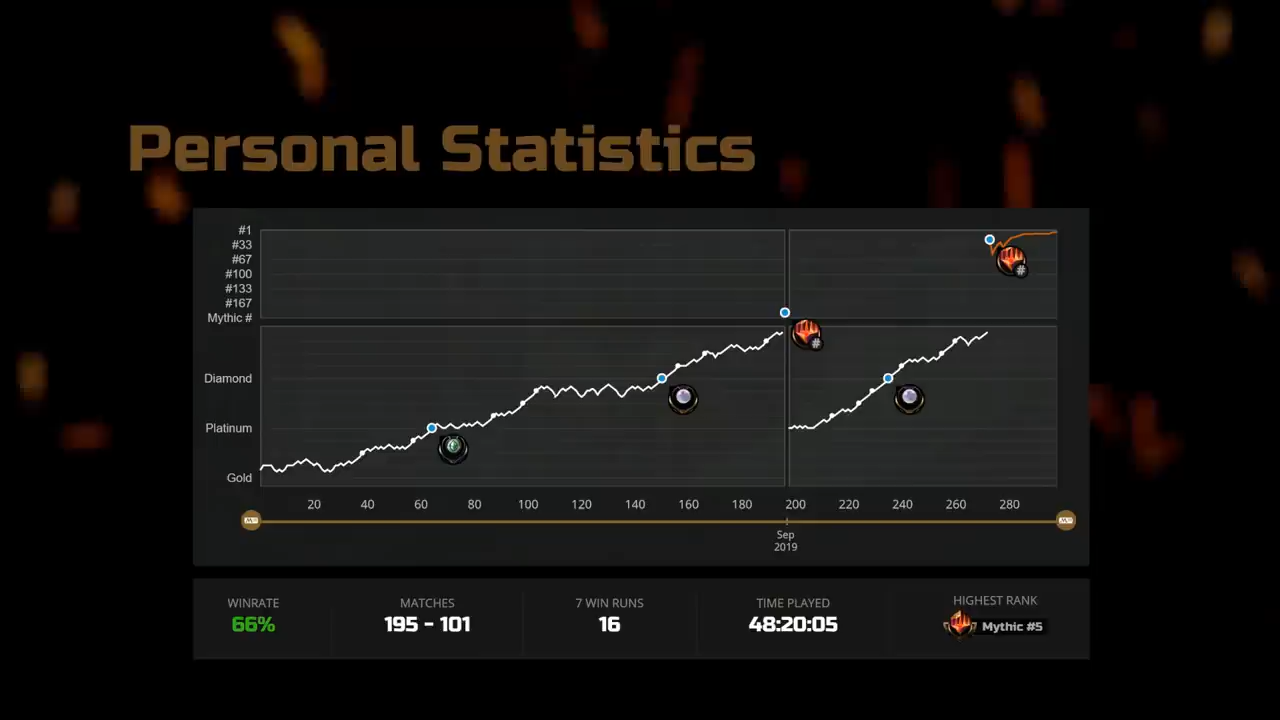 Personal Statistics
#1
#33
#67
#100
#133
#167
Mythic #
#
#
Diamond
Platinum
Gold
20 40 60 80 100 120 140 160 180 200 220 240 260 280
Sep
2019
WINRATE MATCHES 7 WIN RUNS TIME PLAYED HIGHEST RANK
66% 195 - 101 16 48:20:05 Mythic #5